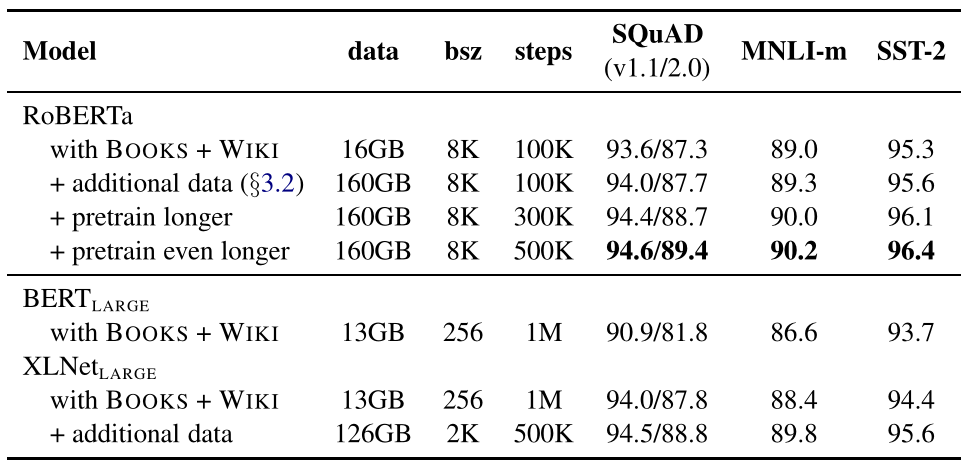 Model data bsz steps SQuAD (v1.1/2.0) MNLI-m SST-2
RoBERTa
with BOOKS + WIKI 16GB 8K 100K 93.6/87.3 89.0 95.3
+ additional data (§3.2) 160GB 8K 100K 94.0/87.7 89.3 95.6
+ pretrain longer 160GB 8K 300K 94.4/88.7 90.0 96.1
+ pretrain even longer 160GB 8K 500K 94.6/89.4 90.2 96.4
BERTLARGE
with BOOKS + WIKI 13GB 256 1M 90.9/81.8 86.6 93.7
XLNetLARGE
with BOOKS + WIKI 13GB 256 1M 94.0/87.8 88.4 94.4
+ additional data 126GB 2K 500K 94.5/88.8 89.8 95.6